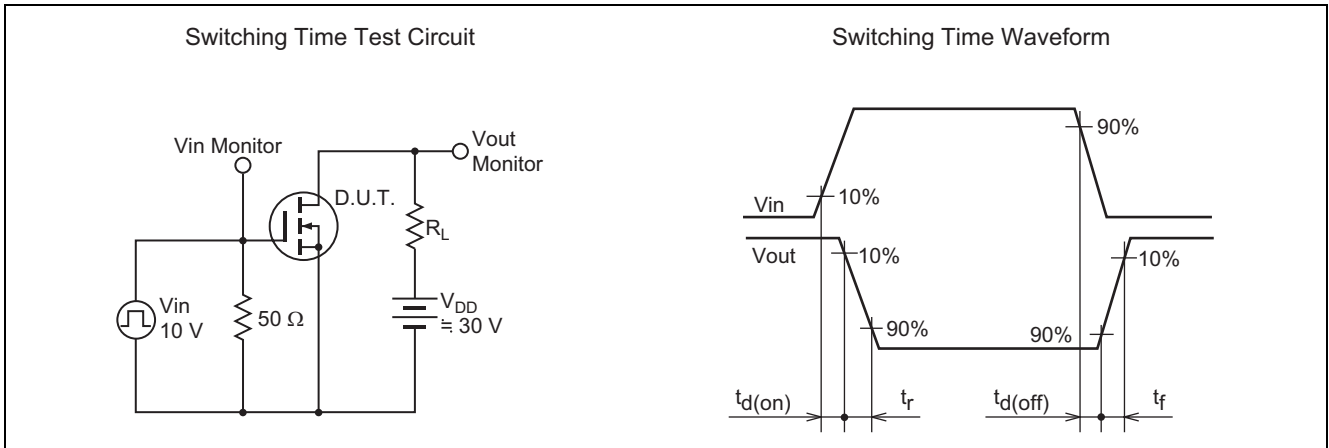 Switching Time Test Circuit
Vin Monitor
Vout
Monitor
D.U.T.
RL
Vin
10 V
50 Ω
VDD
≒ 30 V
Switching Time Waveform
Vin
10%
90%
Vout
10%
90%
90%
10%
td(on)
tr
td(off)
tf